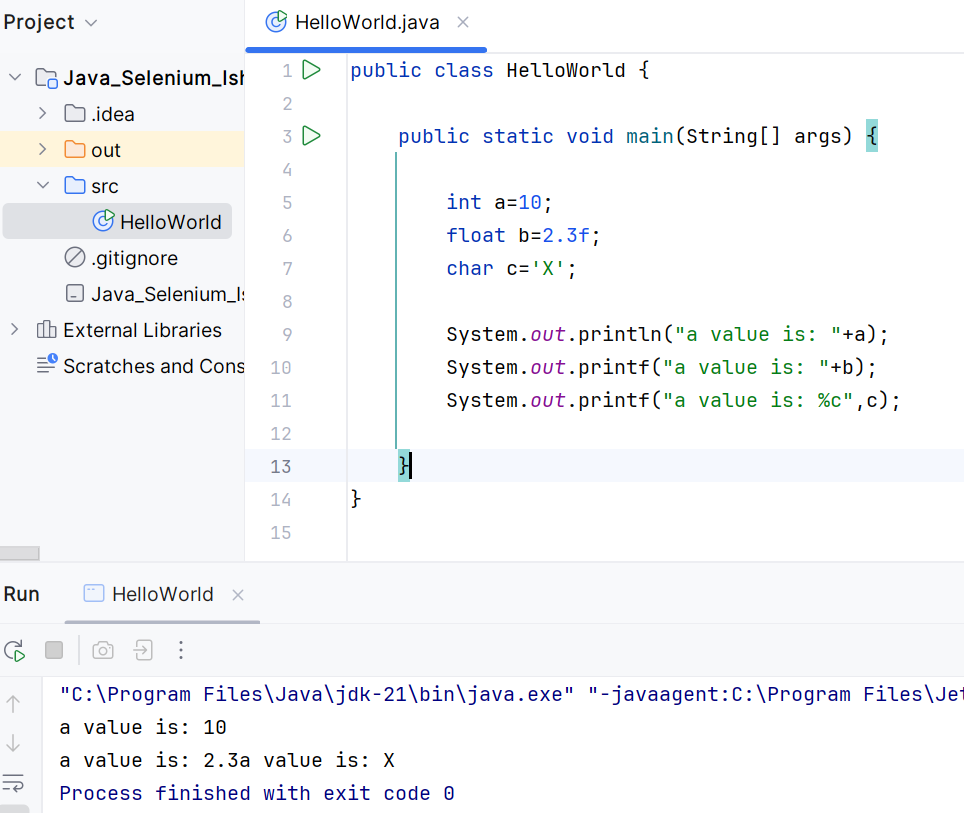 Project
HelloWorld.java
Java_Selenium_Ish
.idea
out
src
HelloWorld
.gitignore
Java_Selenium_Is
External Libraries
Scratches and Cons
1 public class HelloWorld {
2
3 public static void main(String[] args) {
4
5 int a=10;
6 float b=2.3f;
7 char c='X';
8
9 System.out.println("a value is: "+a);
10 System.out.printf("a value is: "+b);
11 System.out.printf("a value is: %c",c);
12
13 }
14 }
15
Run HelloWorld
"C:\Program Files\Java\jdk-21\bin\java.exe" "-javaagent:C:\Program Files\Jet
a value is: 10
a value is: 2.3a value is: X
Process finished with exit code 0